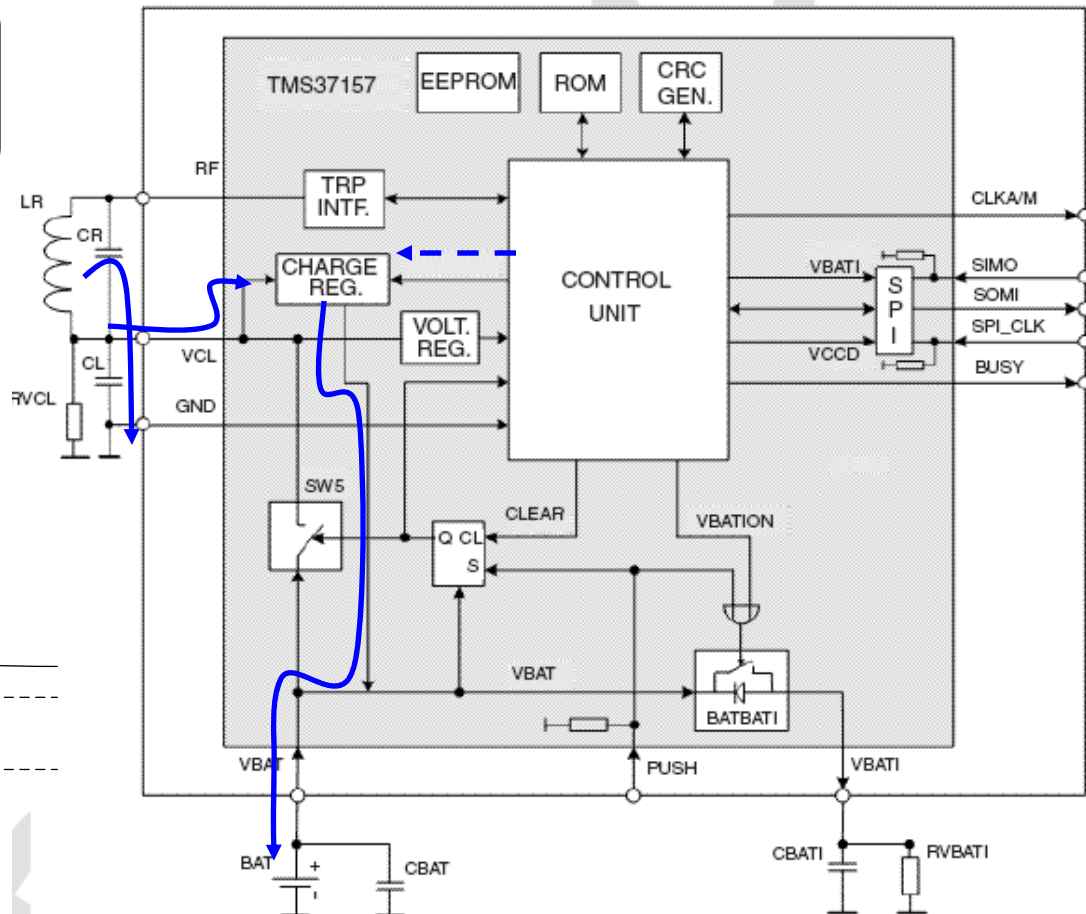 TMS37157
EEPROM
ROM
CRC
GEN.
RF
TRP
INTF.
LR
CR
CLKA/M
CHARGE
REG.
CONTROL
UNIT
VBATI
SPI
SIMO
SOMI
SPI_CLK
VOLT.
REG.
VCL
VCCD
CL
BUSY
RVCL
GND
SW5
CLEAR
VBATION
Q CL
S
VBAT
BATBATI
VBAT
PUSH
VBATI
BAT
+
-
CBAT
CBATI
RVBATI